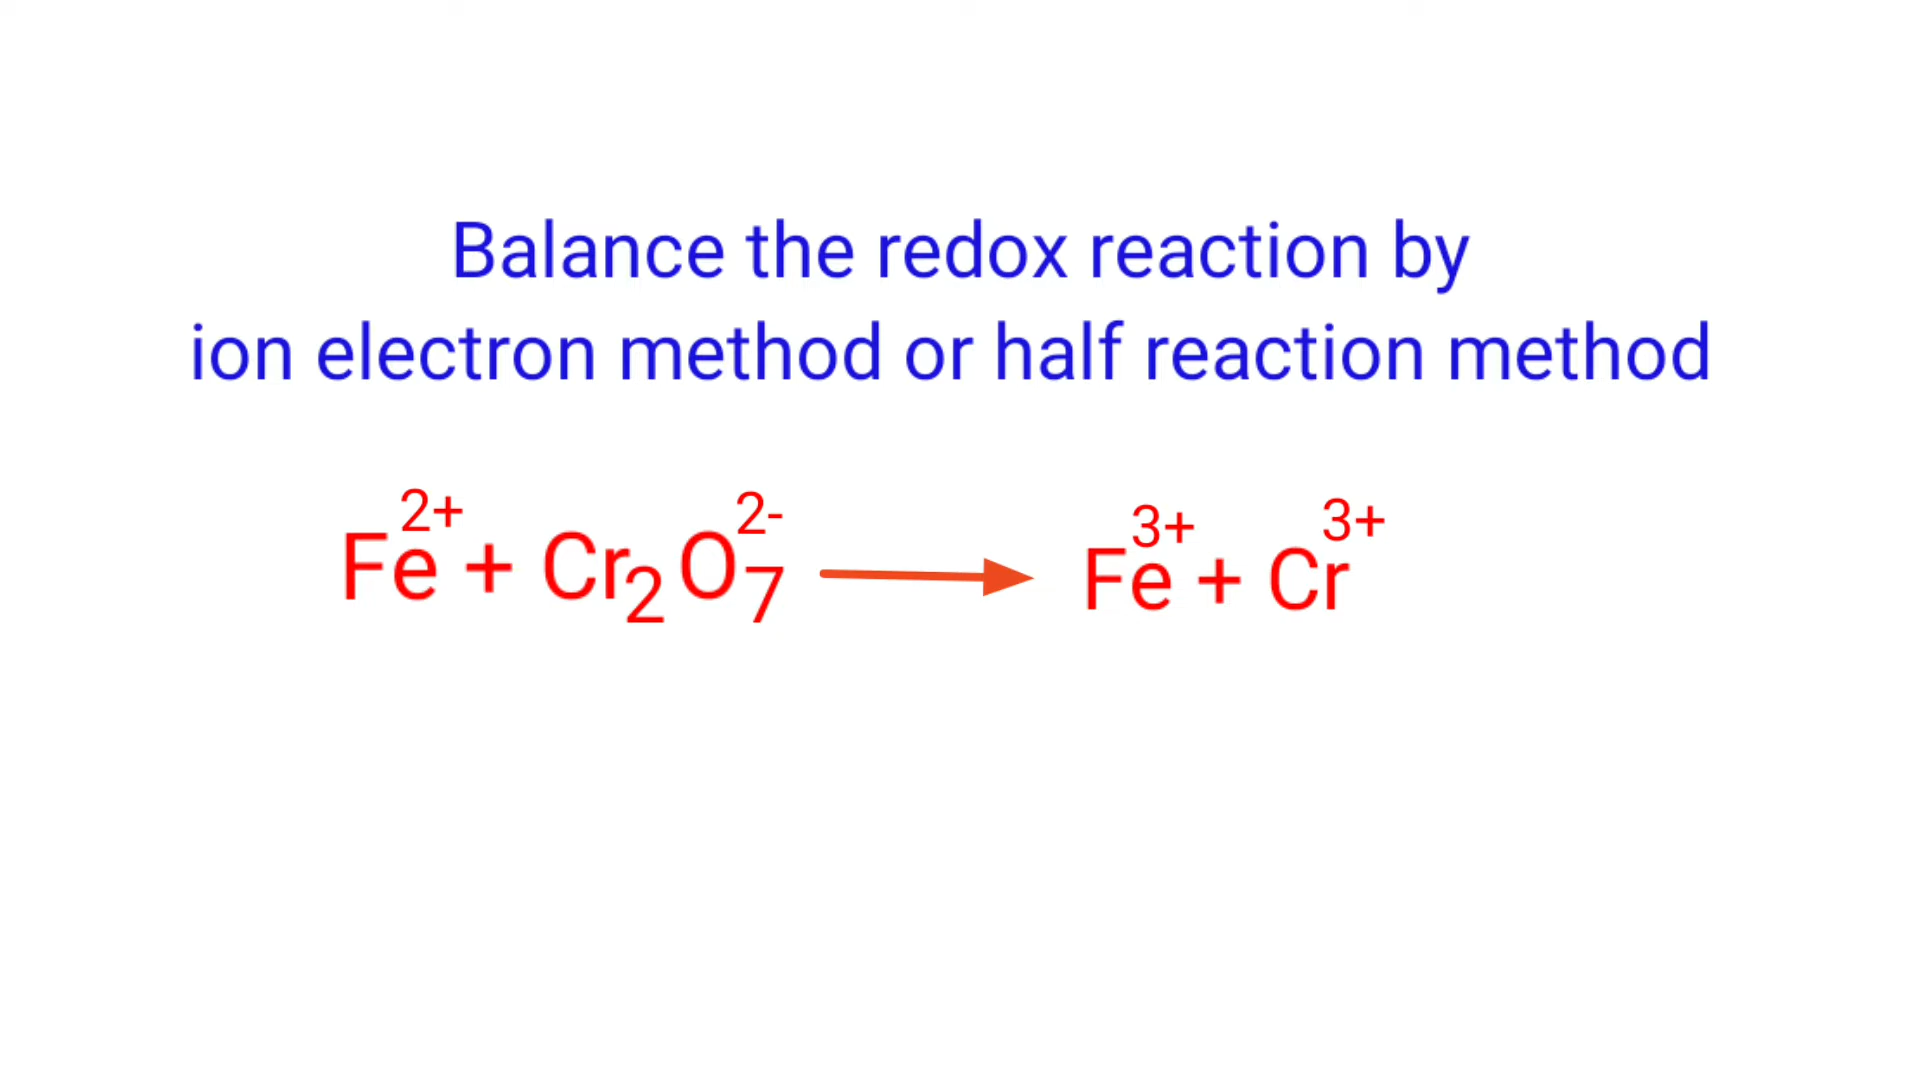 Balance the redox reaction by
ion electron method or half reaction method
Fe²⁺ + Cr₂O₇²⁻ ⟶ Fe³⁺ + Cr³⁺